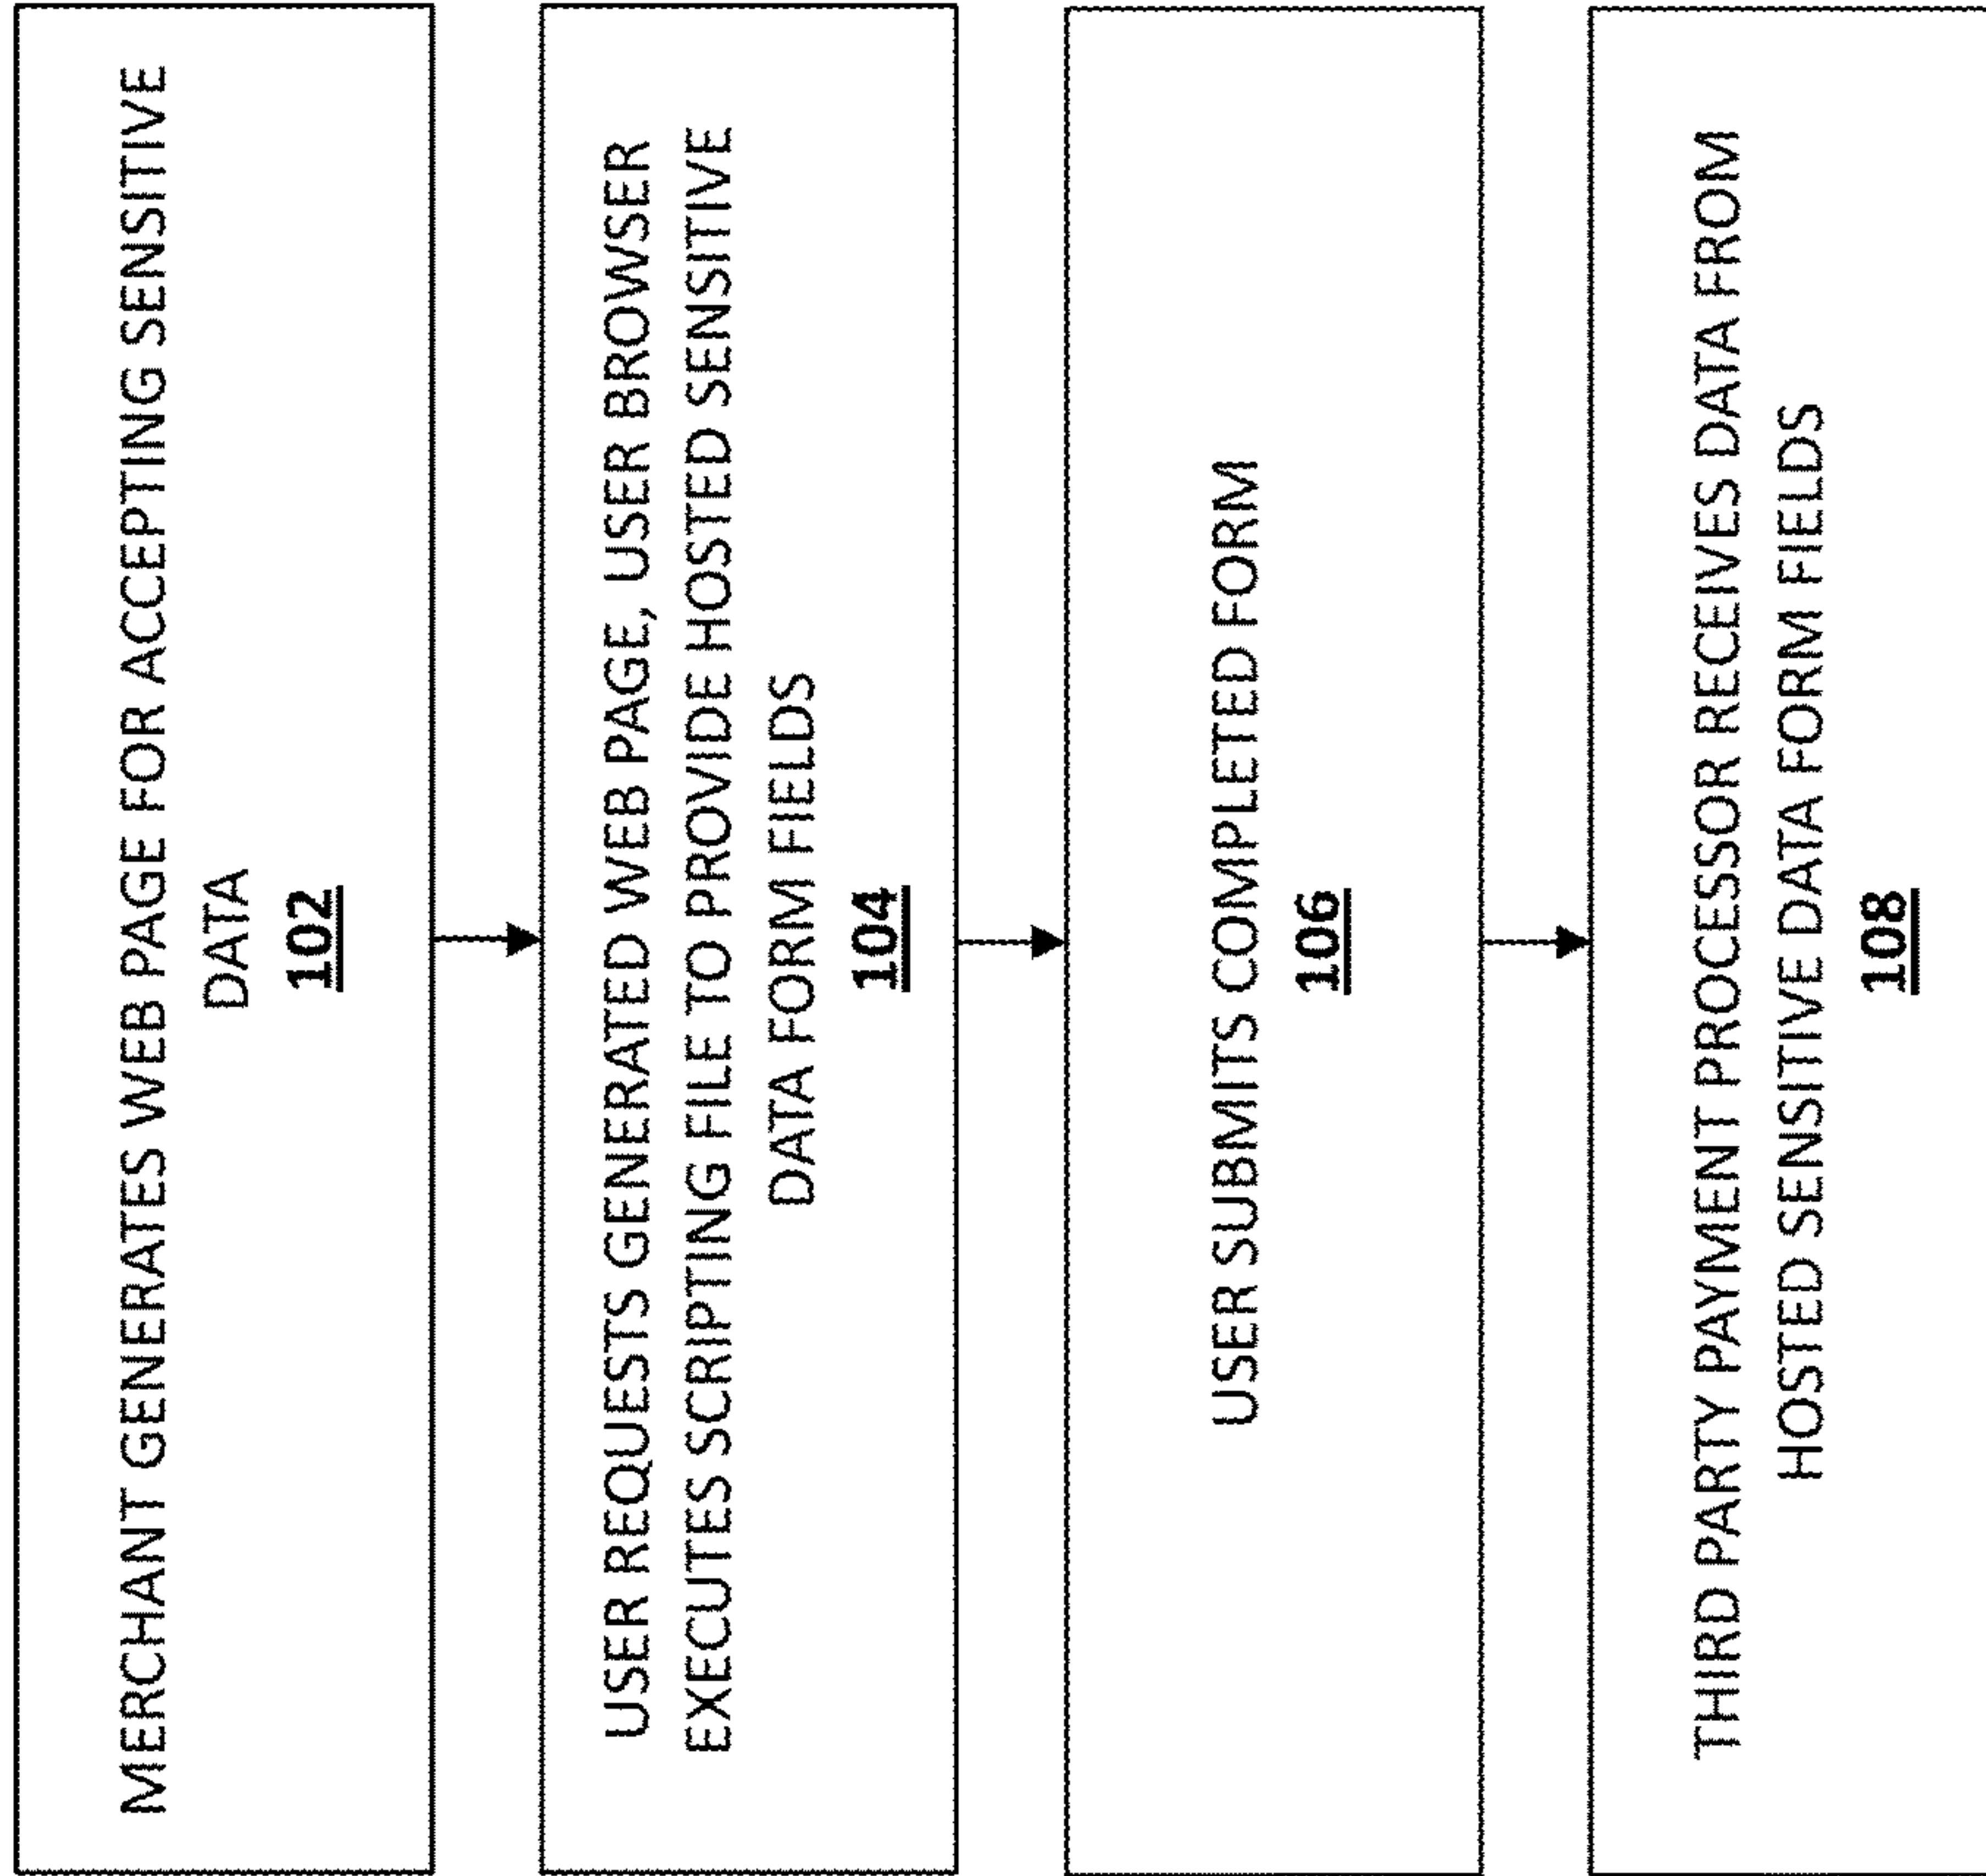 MERCHANT GENERATES WEB PAGE FOR ACCEPTING SENSITIVE
DATA
102
USER REQUESTS GENERATED WEB PAGE, USER BROWSER
EXECUTES SCRIPTING FILE TO PROVIDE HOSTED SENSITIVE
DATA FORM FIELDS
104
USER SUBMITS COMPLETED FORM
106
THIRD PARTY PAYMENT PROCESSOR RECEIVES DATA FROM
HOSTED SENSITIVE DATA FORM FIELDS
108